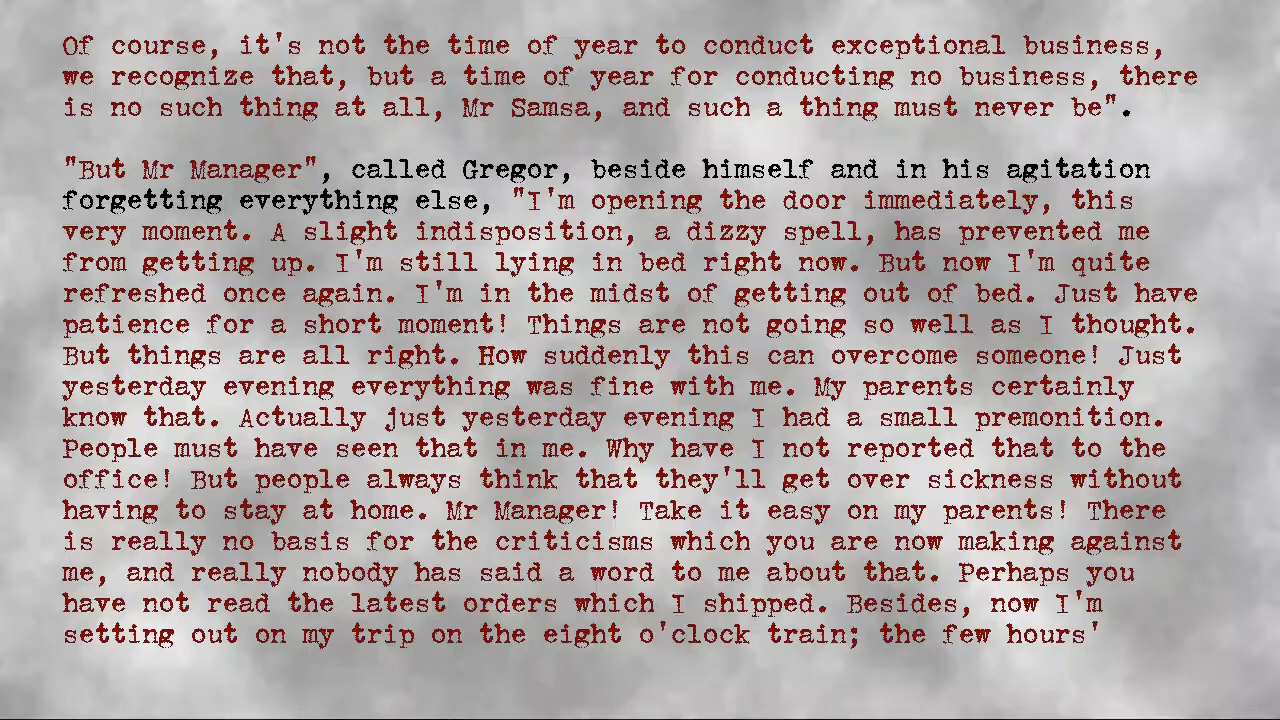 Of course, it's not the time of year to conduct exceptional business,
we recognize that, but a time of year for conducting no business, there
is no such thing at all, Mr Samsa, and such a thing must never be".
"But Mr Manager", called Gregor, beside himself and in his agitation
forgetting everything else, "I'm opening the door immediately, this
very moment. A slight indisposition, a dizzy spell, has prevented me
from getting up. I'm still lying in bed right now. But now I'm quite
refreshed once again. I'm in the midst of getting out of bed. Just have
patience for a short moment! Things are not going so well as I thought.
But things are all right. How suddenly this can overcome someone! Just
yesterday evening everything was fine with me. My parents certainly
know that. Actually just yesterday evening I had a small premonition.
People must have seen that in me. Why have I not reported that to the
office! But people always think that they'll get over sickness without
having to stay at home. Mr Manager! Take it easy on my parents! There
is really no basis for the criticisms which you are now making against
me, and really nobody has said a word to me about that. Perhaps you
have not read the latest orders which I shipped. Besides, now I'm
setting out on my trip on the eight o'clock train; the few hours'